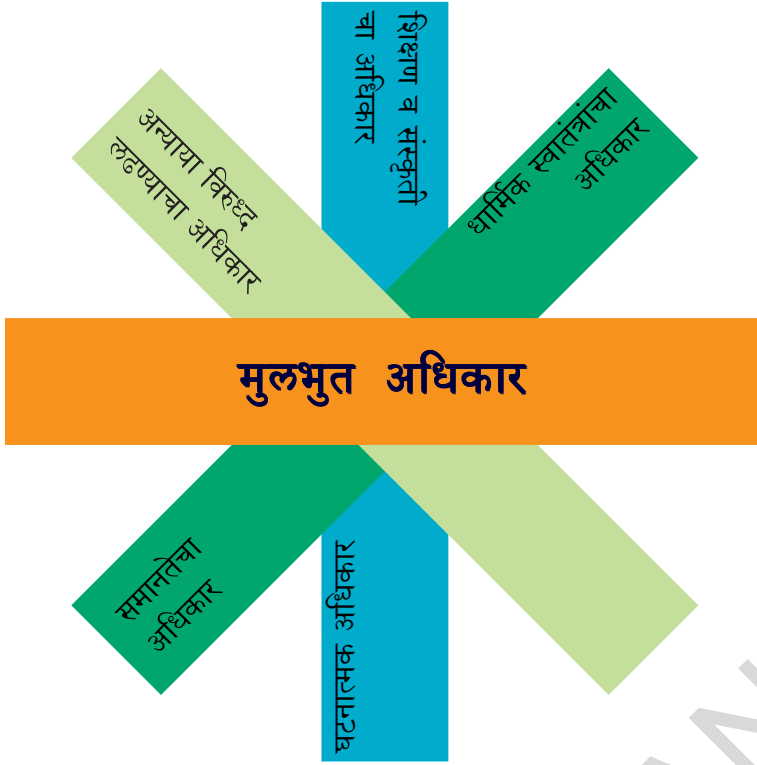 शिक्षण व संस्कृती
चा अधिकार
अन्याया विरुध्द
लढण्याचा अधिकार
धार्मिक स्वातंत्रांचा
अधिकार
मुलभुत अधिकार
समानतेचा
अधिकार
घटनात्मक अधिकार